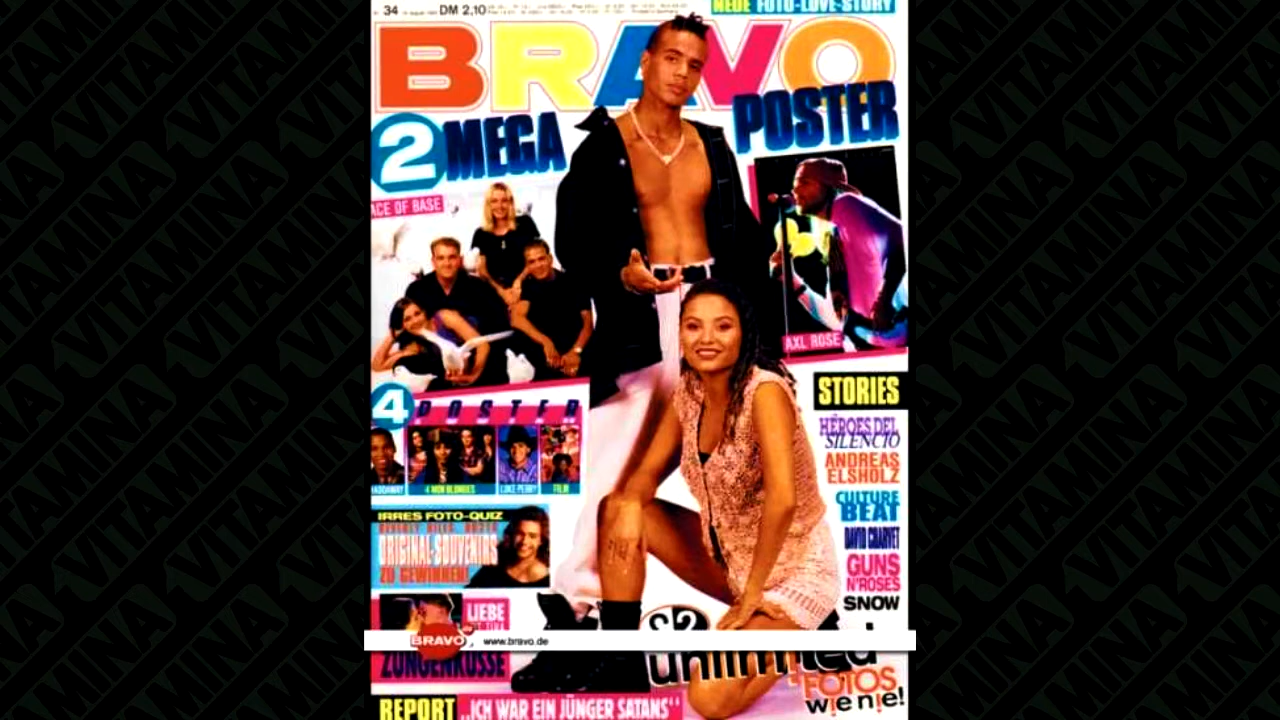 NEUE FOTO-LOVE-STORY
34
DM 2,10
BRAVO
2 MEGA POSTER
ACE OF BASE
AXL ROSE
4 POSTER
4 NON BLONDES
LUKE PERRY
STORIES
HÉROES DEL
SILENCIO
ANDREAS
ELSHOLZ
CULTURE
BEAT
DAVID CHARVET
GUNS
N'ROSES
SNOW
IRRES FOTO-QUIZ
ORIGINAL-SOUVENIRS
ZU GEWINNEN!
LIEBE
BRAVO www.bravo.de
ZUNGENKÜSSE
2
unlimited
FOTOS
wie nie!
REPORT „ICH WAR EIN JÜNGER SATANS“
VITAMINA